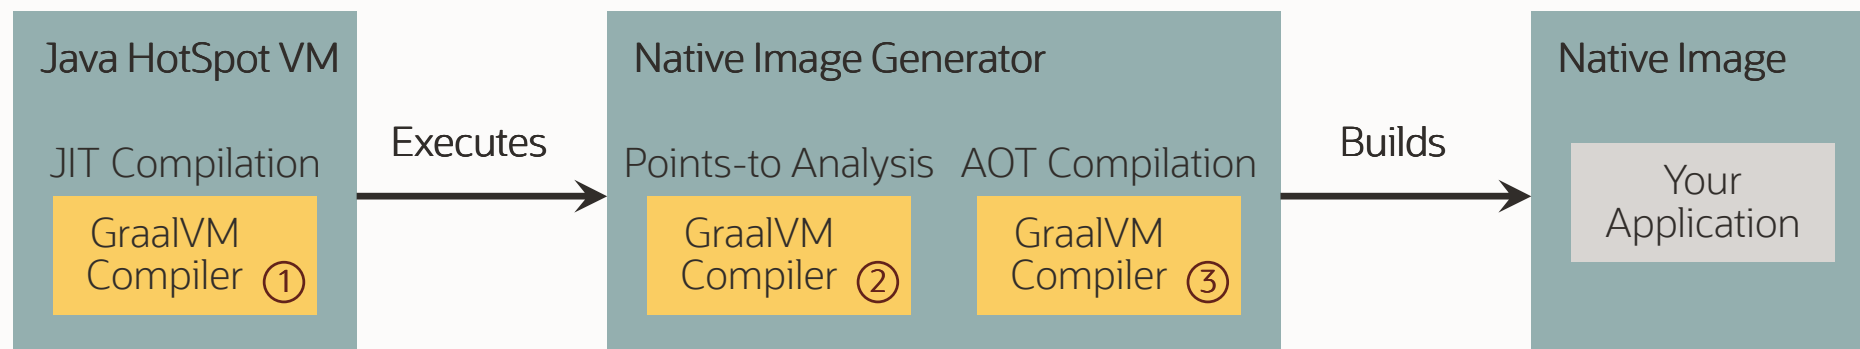 Java HotSpot VM
JIT Compilation
GraalVM
Compiler ①
Executes
Native Image Generator
Points-to Analysis
GraalVM
Compiler ②
AOT Compilation
GraalVM
Compiler ③
Builds
Native Image
Your
Application